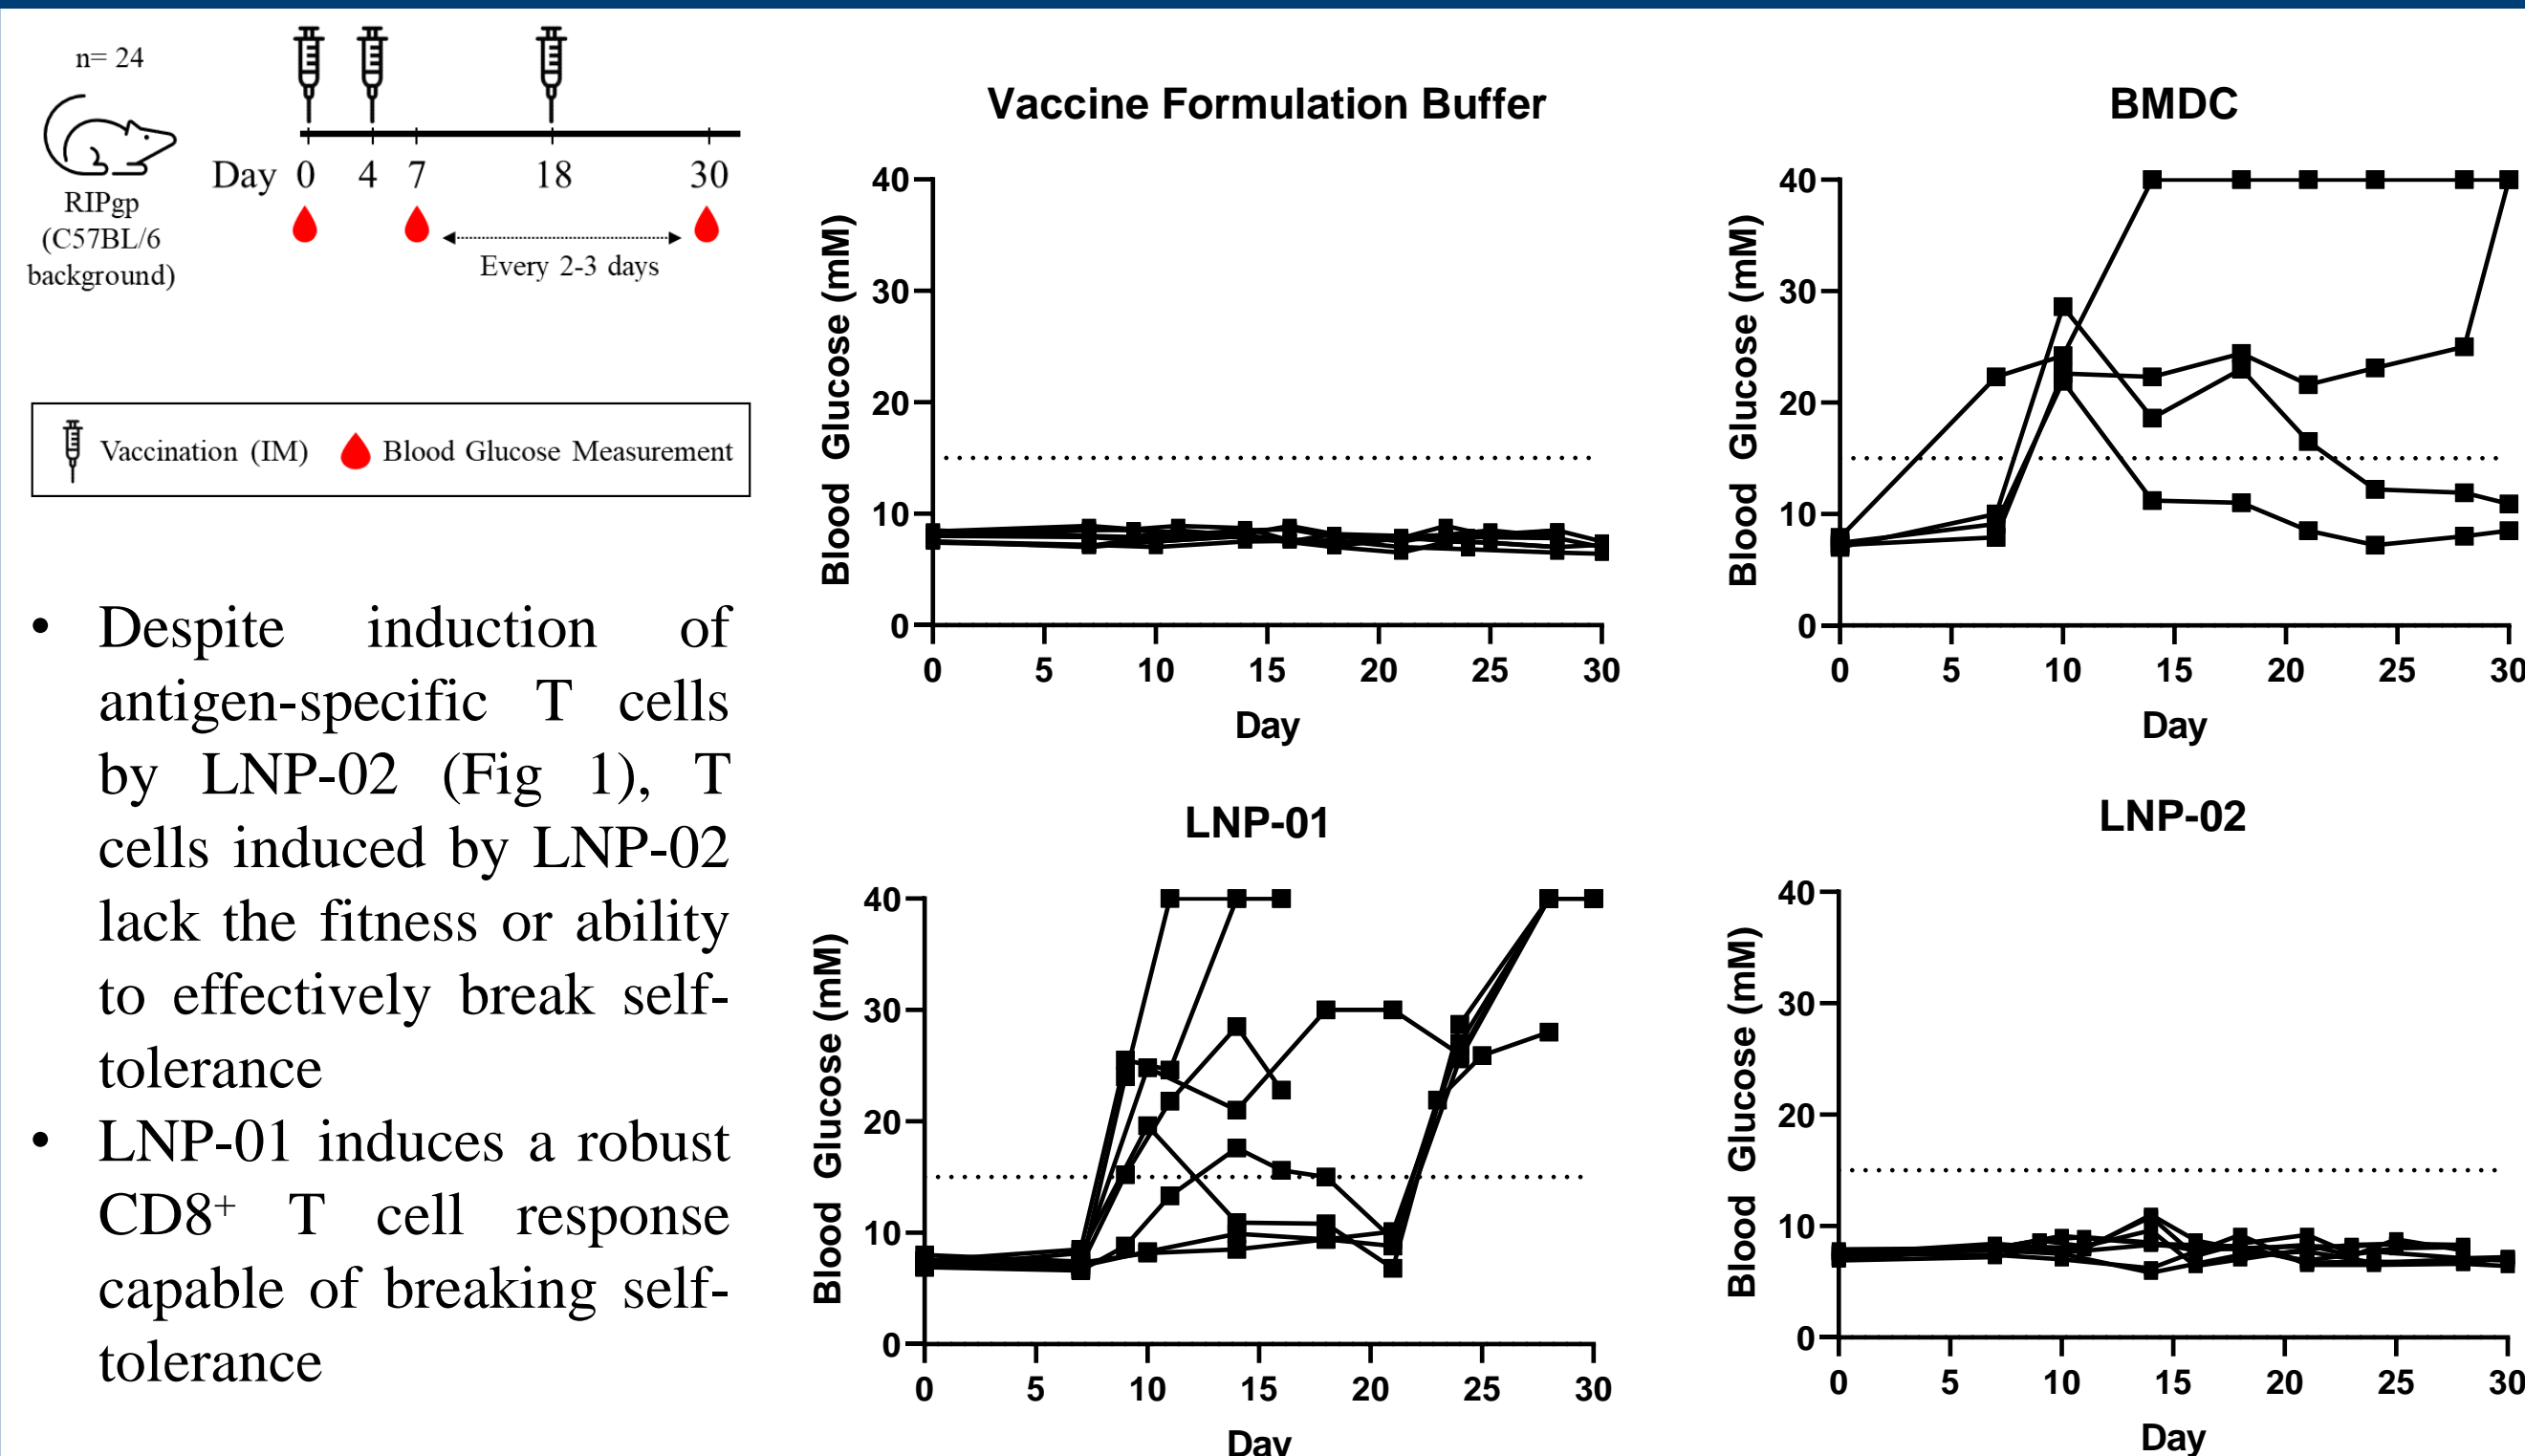 n= 24
RIPgp
(C57BL/6
background)
Day 0 4 7 18 30
Every 2-3 days
Vaccination (IM) Blood Glucose Measurement
• Despite induction of
antigen-specific T cells
by LNP-02 (Fig 1), T
cells induced by LNP-02
lack the fitness or ability
to effectively break self-
tolerance
• LNP-01 induces a robust
CD8⁺ T cell response
capable of breaking self-
tolerance
Vaccine Formulation Buffer
Blood Glucose (mM)
40
30
20
10
0
0 5 10 15 20 25 30
Day
BMDC
Blood Glucose (mM)
40
30
20
10
0
0 5 10 15 20 25 30
Day
LNP-01
Blood Glucose (mM)
40
30
20
10
0
0 5 10 15 20 25 30
Day
LNP-02
Blood Glucose (mM)
40
30
20
10
0
0 5 10 15 20 25 30
Day